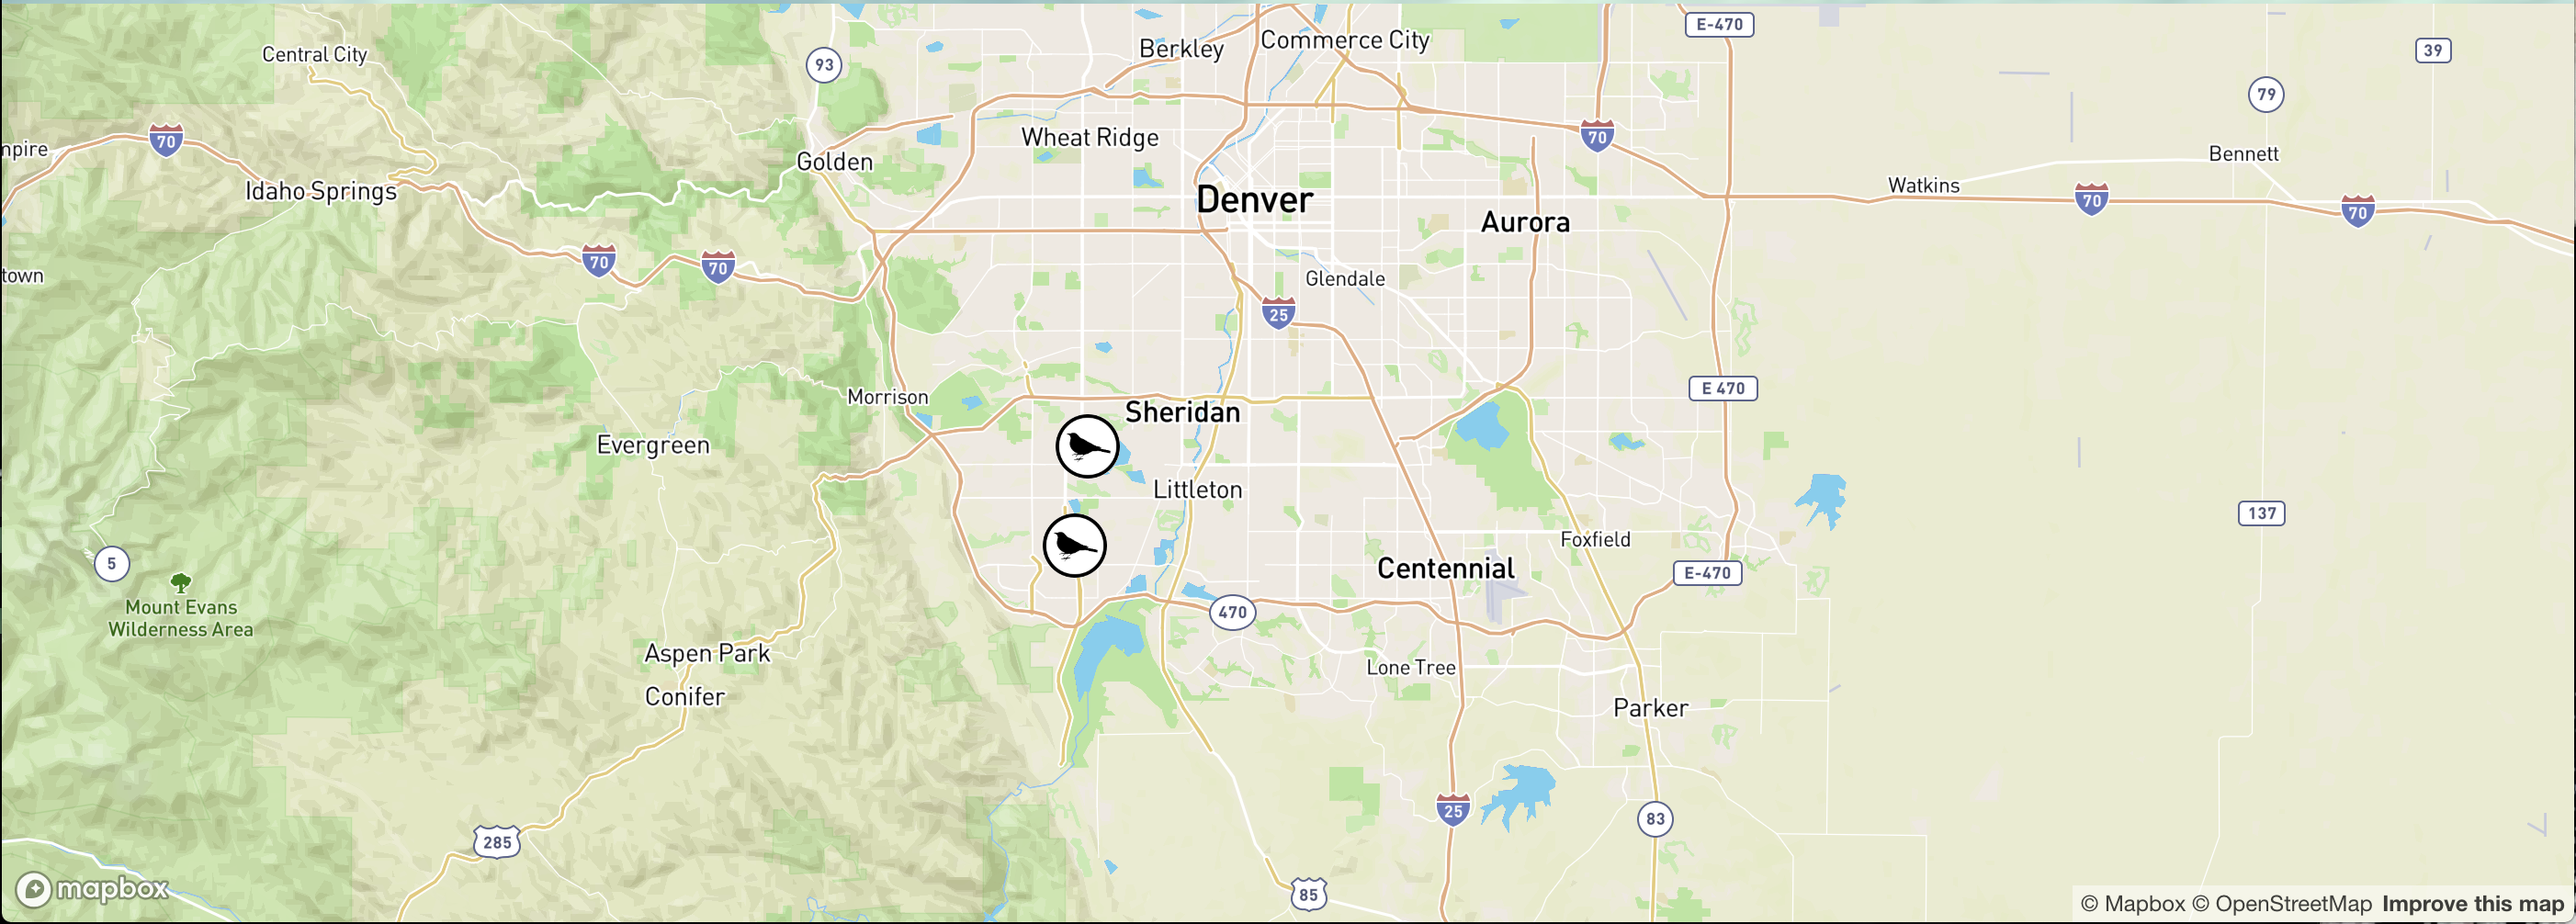 E-470
39
Central City
93
Berkley
Commerce City
79
70
70
npire
Wheat Ridge
Golden
Bennett
Idaho Springs
Denver
Watkins
70
70
Aurora
70
70
town
Glendale
25
E 470
Morrison
Sheridan
Evergreen
Littleton
137
5
Foxfield
Centennial
E-470
Mount Evans
Wilderness Area
470
Aspen Park
Lone Tree
Conifer
Parker
25
83
285
mapbox
85
© Mapbox © OpenStreetMap Improve this map